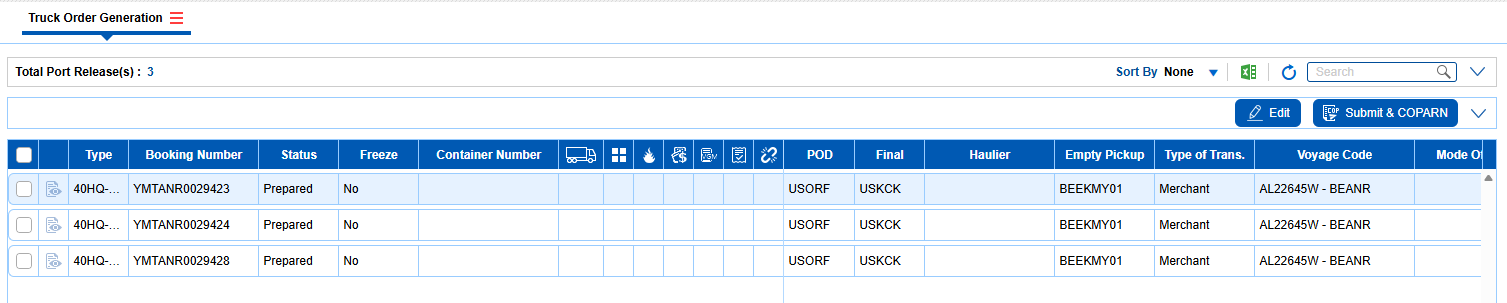 Truck Order Generation
Total Port Release(s) : 3 Sort By None Search
Edit COP Submit & COPARN
Type Booking Number Status Freeze Container Number VGM POD Final Haulier Empty Pickup Type of Trans. Voyage Code Mode Of
40HQ-... YMTANR0029423 Prepared No USORF USKCK BEEKMY01 Merchant AL22645W - BEANR
40HQ-... YMTANR0029424 Prepared No USORF USKCK BEEKMY01 Merchant AL22645W - BEANR
40HQ-... YMTANR0029428 Prepared No USORF USKCK BEEKMY01 Merchant AL22645W - BEANR